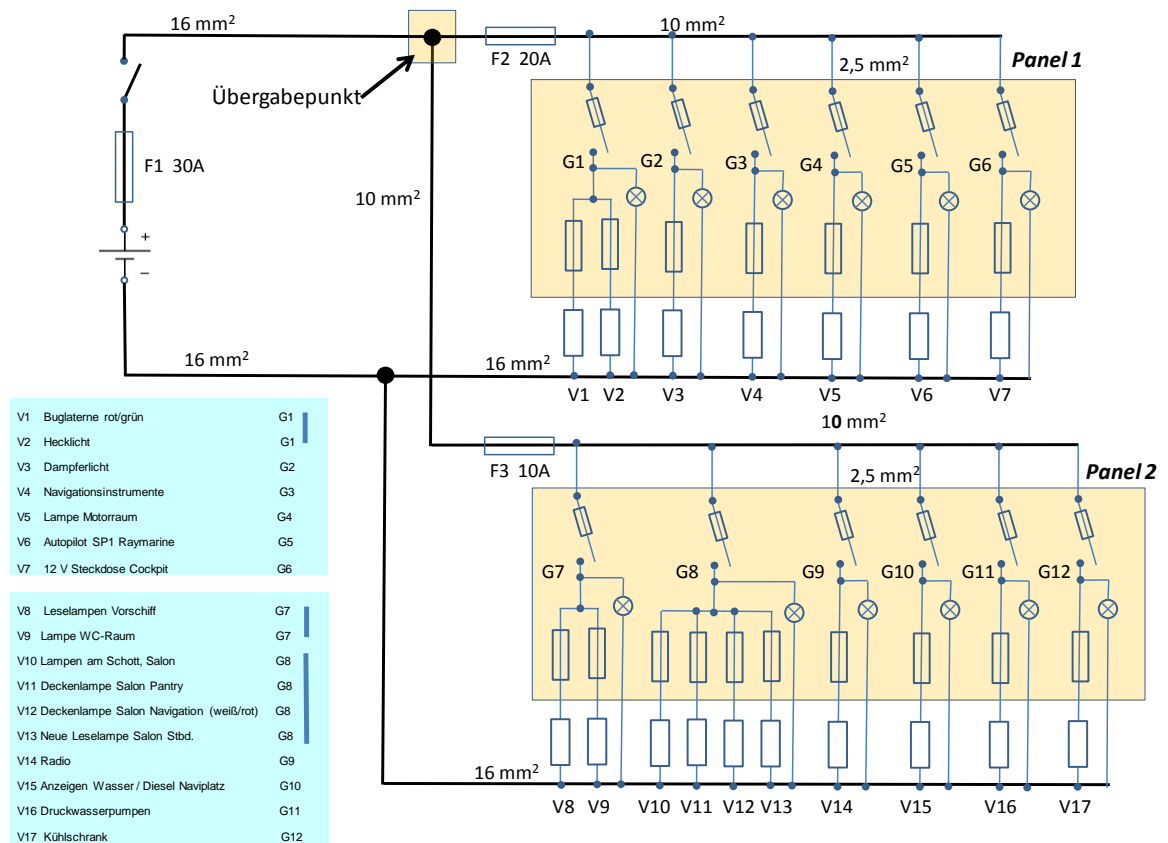 16 mm²
10 mm²
F2 20A
Panel 1
2,5 mm²
Übergabepunkt
F1 30A
10 mm²
+
−
G1 G2 G3 G4 G5 G6
16 mm²
16 mm²
V1 V2 V3 V4 V5 V6 V7
10 mm²
F3 10A
2,5 mm²
Panel 2
G7 G8 G9 G10 G11 G12
16 mm²
V8 V9 V10 V11 V12 V13 V14 V15 V16 V17
V1 Buglaterne rot/grün G1
V2 Hecklicht G1
V3 Dampferlicht G2
V4 Navigationsinstrumente G3
V5 Lampe Motorraum G4
V6 Autopilot SP1 Raymarine G5
V7 12 V Steckdose Cockpit G6
V8 Leselampen Vorschiff G7
V9 Lampe WC-Raum G7
V10 Lampen am Schott, Salon G8
V11 Deckenlampe Salon Pantry G8
V12 Deckenlampe Salon Navigation (weiß/rot) G8
V13 Neue Leselampe Salon Stbd. G8
V14 Radio G9
V15 Anzeigen Wasser / Diesel Naviplatz G10
V16 Druckwasserpumpen G11
V17 Kühlschrank G12